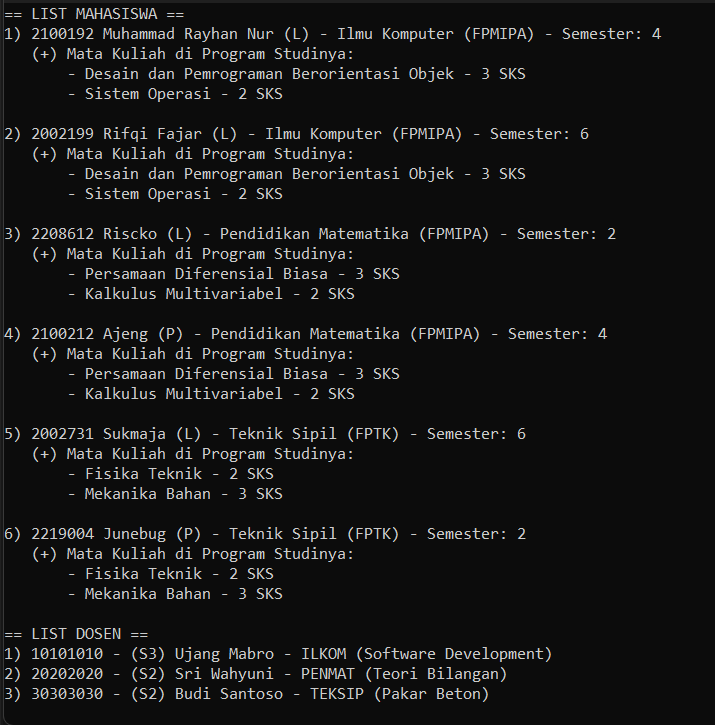 == LIST MAHASISWA ==
1) 2100192 Muhammad Rayhan Nur (L) - Ilmu Komputer (FPMIPA) - Semester: 4
   (+) Mata Kuliah di Program Studinya:
       - Desain dan Pemrograman Berorientasi Objek - 3 SKS
       - Sistem Operasi - 2 SKS

2) 2002199 Rifqi Fajar (L) - Ilmu Komputer (FPMIPA) - Semester: 6
   (+) Mata Kuliah di Program Studinya:
       - Desain dan Pemrograman Berorientasi Objek - 3 SKS
       - Sistem Operasi - 2 SKS

3) 2208612 Riscko (L) - Pendidikan Matematika (FPMIPA) - Semester: 2
   (+) Mata Kuliah di Program Studinya:
       - Persamaan Diferensial Biasa - 3 SKS
       - Kalkulus Multivariabel - 2 SKS

4) 2100212 Ajeng (P) - Pendidikan Matematika (FPMIPA) - Semester: 4
   (+) Mata Kuliah di Program Studinya:
       - Persamaan Diferensial Biasa - 3 SKS
       - Kalkulus Multivariabel - 2 SKS

5) 2002731 Sukmaja (L) - Teknik Sipil (FPTK) - Semester: 6
   (+) Mata Kuliah di Program Studinya:
       - Fisika Teknik - 2 SKS
       - Mekanika Bahan - 3 SKS

6) 2219004 Junebug (P) - Teknik Sipil (FPTK) - Semester: 2
   (+) Mata Kuliah di Program Studinya:
       - Fisika Teknik - 2 SKS
       - Mekanika Bahan - 3 SKS

== LIST DOSEN ==
1) 10101010 - (S3) Ujang Mabro - ILKOM (Software Development)
2) 20202020 - (S2) Sri Wahyuni - PENMAT (Teori Bilangan)
3) 30303030 - (S2) Budi Santoso - TEKSIP (Pakar Beton)